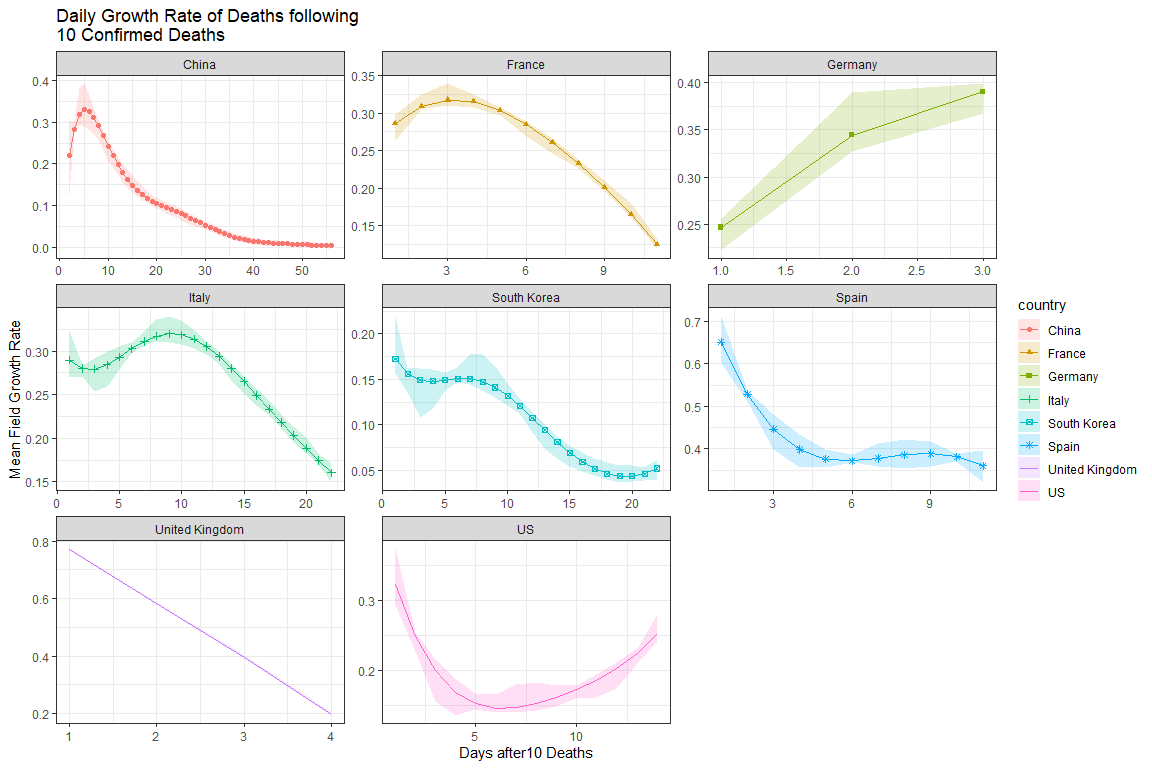 Daily Growth Rate of Deaths following
10 Confirmed Deaths
China
France
Germany
0.4
0.3
0.2
0.1
0.0
0 10 20 30 40 50
0.35
0.30
0.25
0.20
0.15
3 6 9
0.40
0.35
0.30
0.25
1.0 1.5 2.0 2.5 3.0
Italy
South Korea
Spain
Mean Field Growth Rate
0.30
0.25
0.20
0.15
0 5 10 15 20
0.20
0.15
0.10
0.05
0 5 10 15 20
0.7
0.6
0.5
0.4
3 6 9
United Kingdom
US
0.8
0.6
0.4
0.2
1 2 3 4
0.3
0.2
5 10
Days after10 Deaths
country
China
France
Germany
Italy
South Korea
Spain
United Kingdom
US